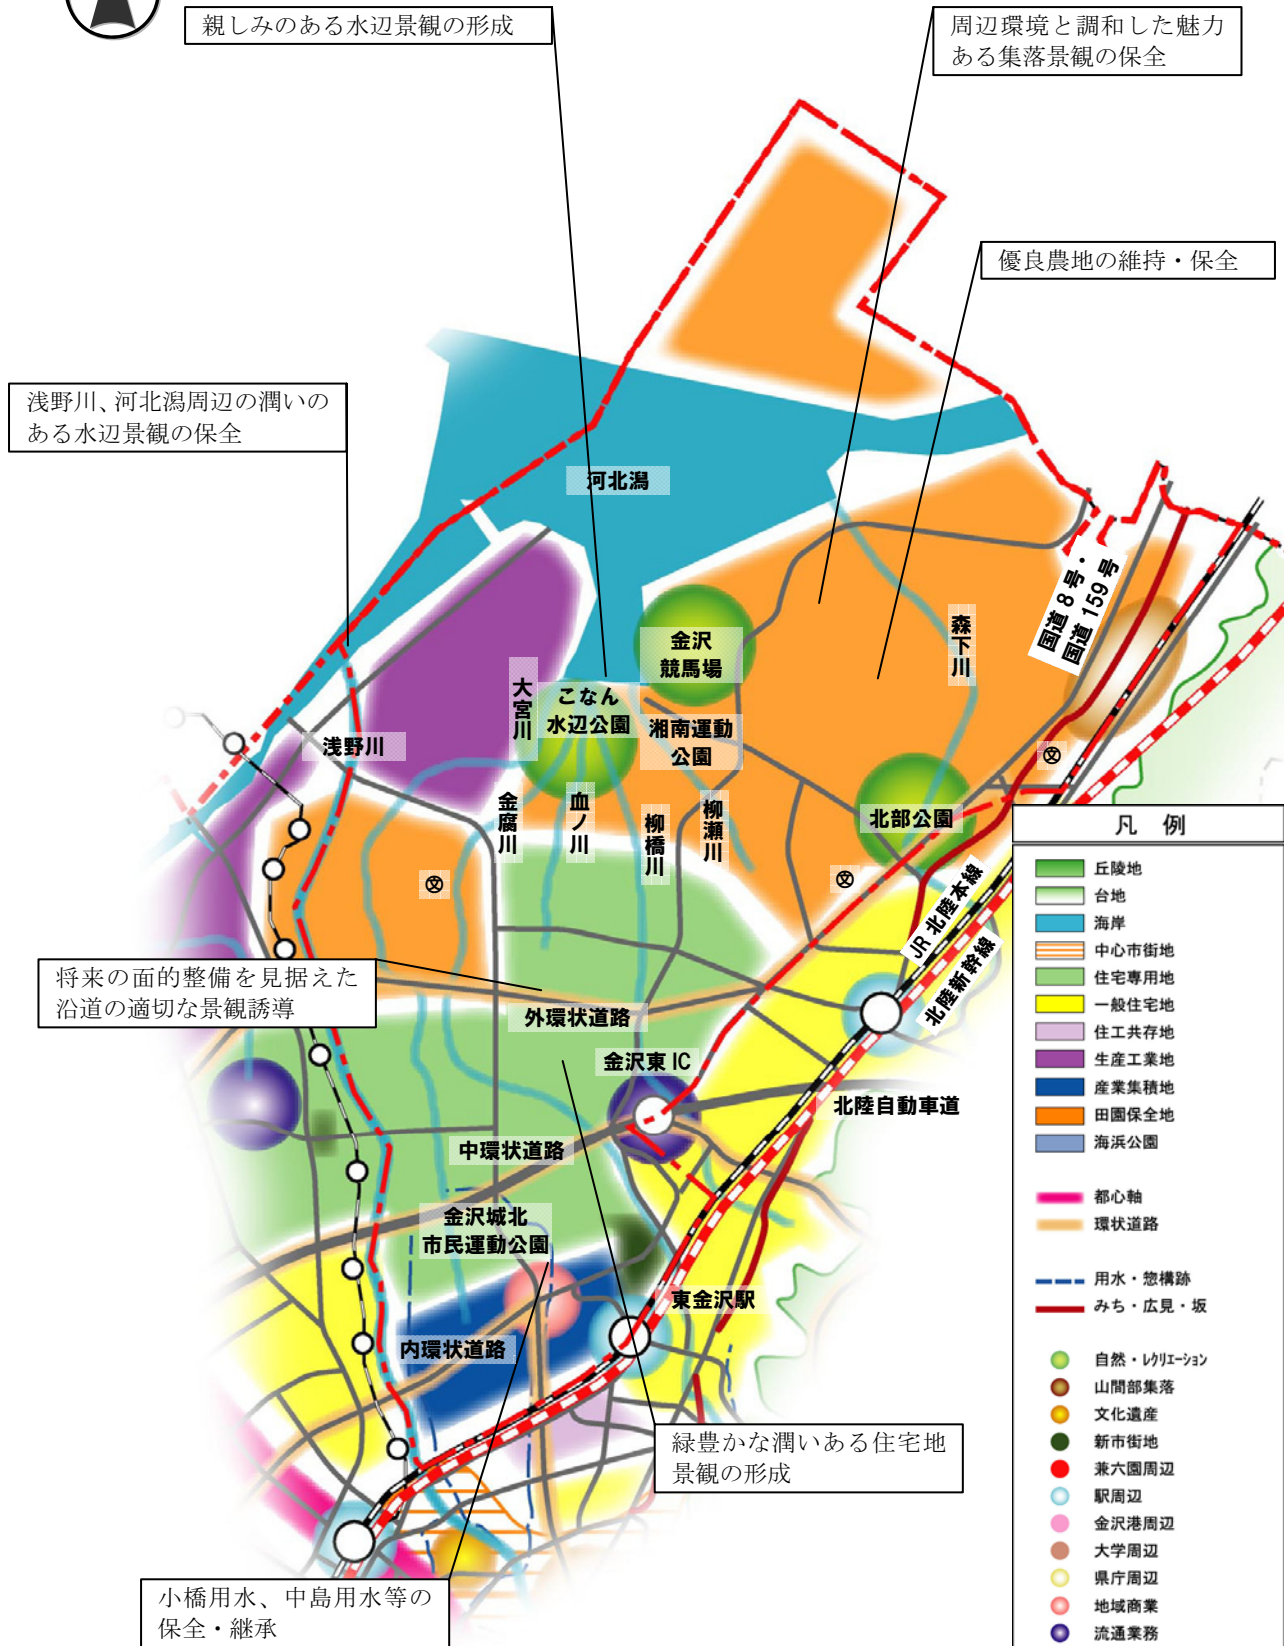 親しみのある水辺景観の形成
周辺環境と調和した魅力
ある集落景観の保全
優良農地の維持・保全
浅野川、河北潟周辺の潤いの
ある水辺景観の保全
河北潟
国道 8 号・
国道 159 号
森下川
金沢
競馬場
大宮川
こなん
水辺公園
湘南運動
公園
浅野川
金腐川
血ノ川
柳橋川
柳瀬川
北部公園
文
文
文
JR 北陸本線
北陸新幹線
将来の面的整備を見据えた
沿道の適切な景観誘導
外環状道路
金沢東 IC
北陸自動車道
中環状道路
金沢城北
市民運動公園
東金沢駅
内環状道路
緑豊かな潤いある住宅地
景観の形成
小橋用水、中島用水等の
保全・継承
凡 例
丘陵地
台地
海岸
中心市街地
住宅専用地
一般住宅地
住工共存地
生産工業地
産業集積地
田園保全地
海浜公園
都心軸
環状道路
用水・惣構跡
みち・広見・坂
自然・レクリエーション
山間部集落
文化遺産
新市街地
兼六園周辺
駅周辺
金沢港周辺
大学周辺
県庁周辺
地域商業
流通業務